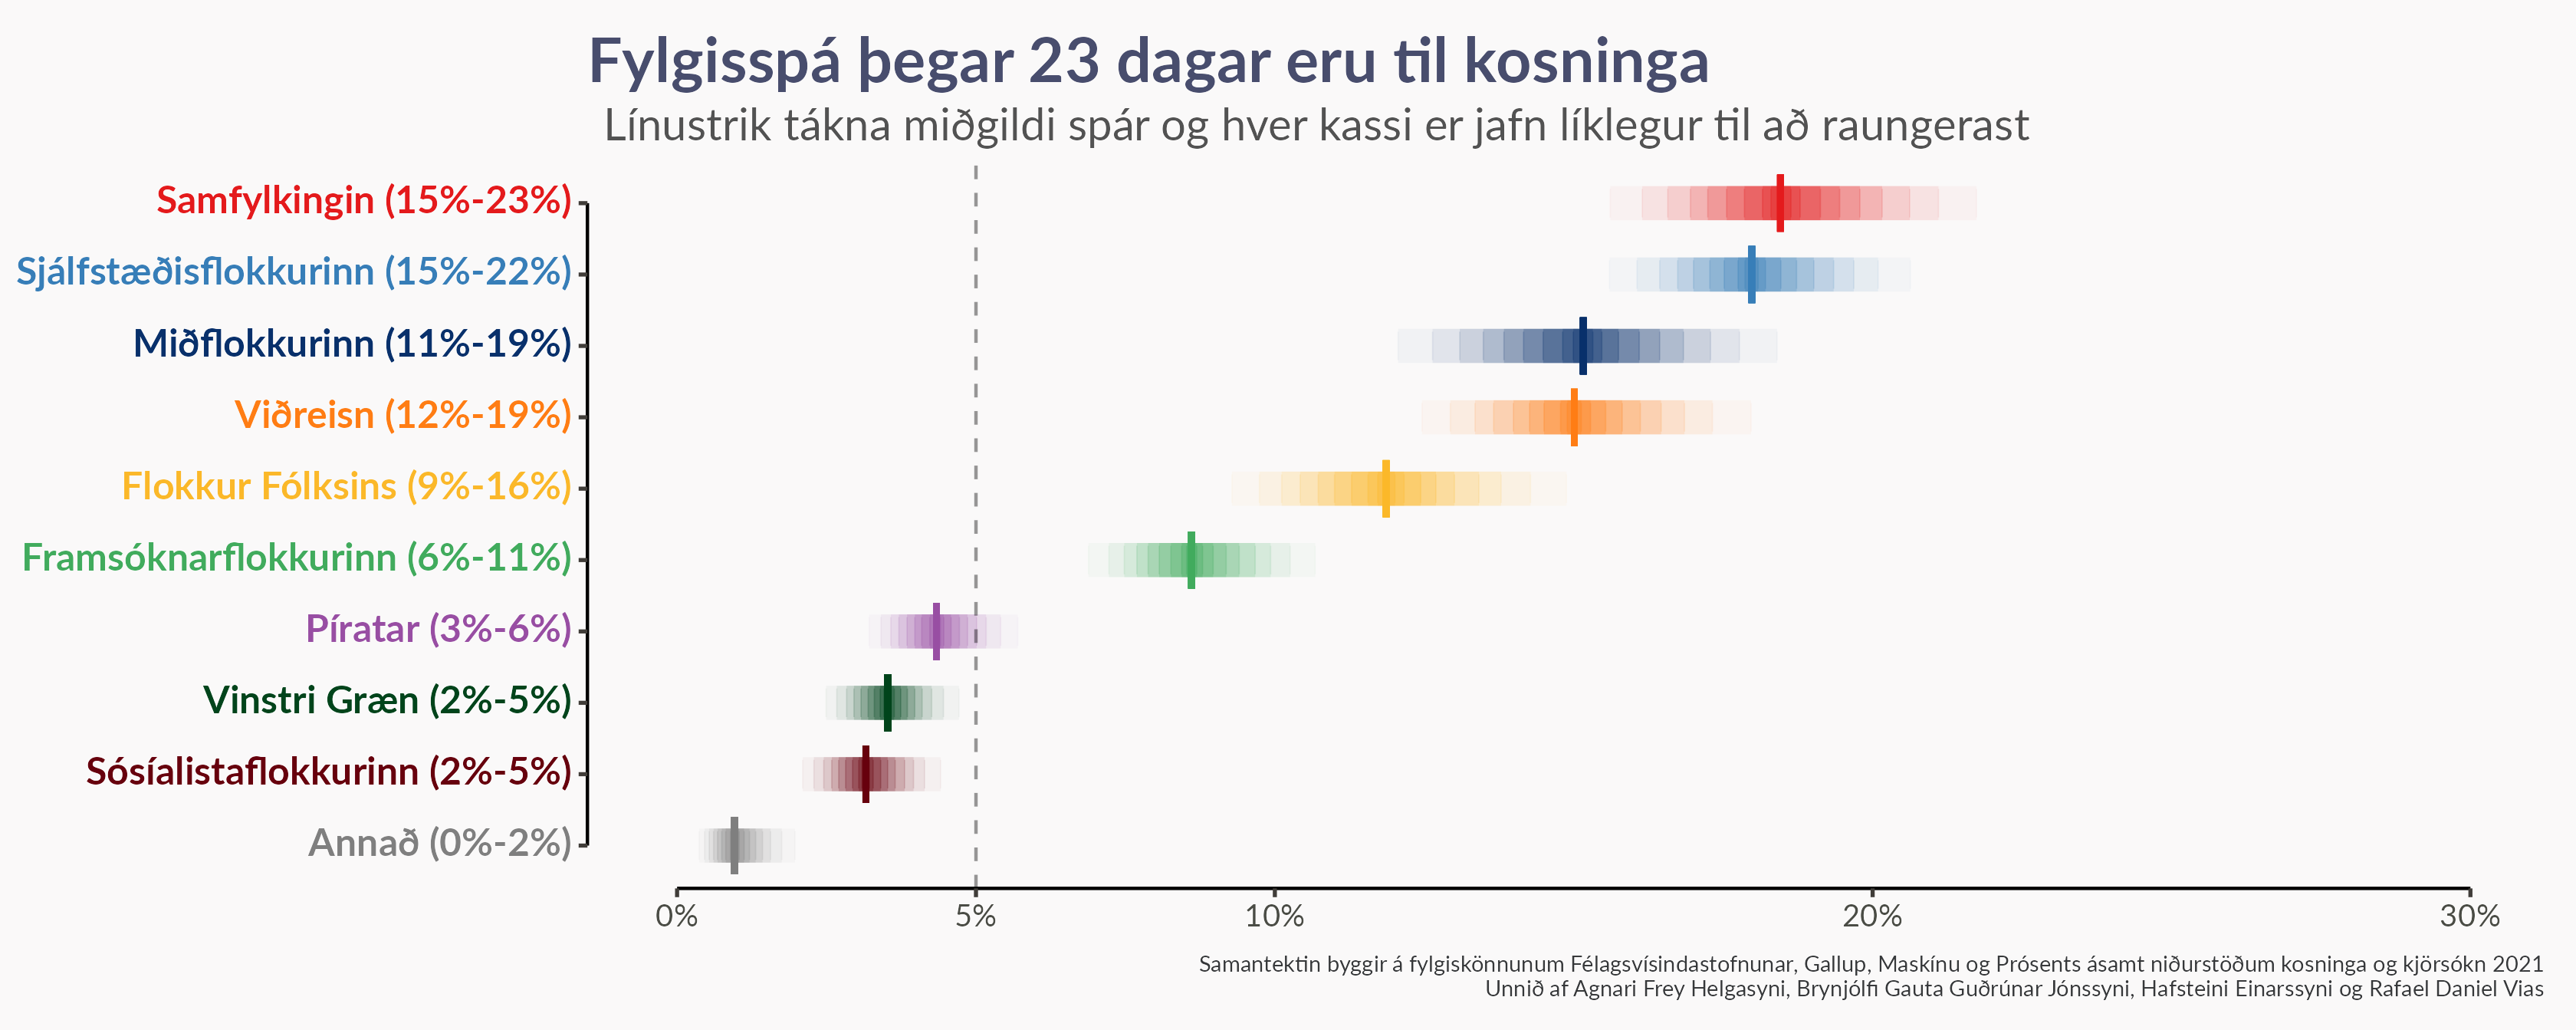 Fylgisspá þegar 23 dagar eru til kosninga
Línustrik tákna miðgildi spár og hver kassi er jafn líklegur til að raungerast
Samfylkingin (15%-23%)
Sjálfstæðisflokkurinn (15%-22%)
Miðflokkurinn (11%-19%)
Viðreisn (12%-19%)
Flokkur Fólksins (9%-16%)
Framsóknarflokkurinn (6%-11%)
Píratar (3%-6%)
Vinstri Græn (2%-5%)
Sósíalistaflokkurinn (2%-5%)
Annað (0%-2%)
0% 5% 10% 20% 30%
Samantektin byggir á fylgiskönnunum Félagsvísindastofnunar, Gallup, Maskínu og Prósents ásamt niðurstöðum kosninga og kjörsókn 2021
Unnið af Agnari Frey Helgasyni, Brynjólfi Gauta Guðrúnar Jónssyni, Hafsteini Einarssyni og Rafael Daniel Vias